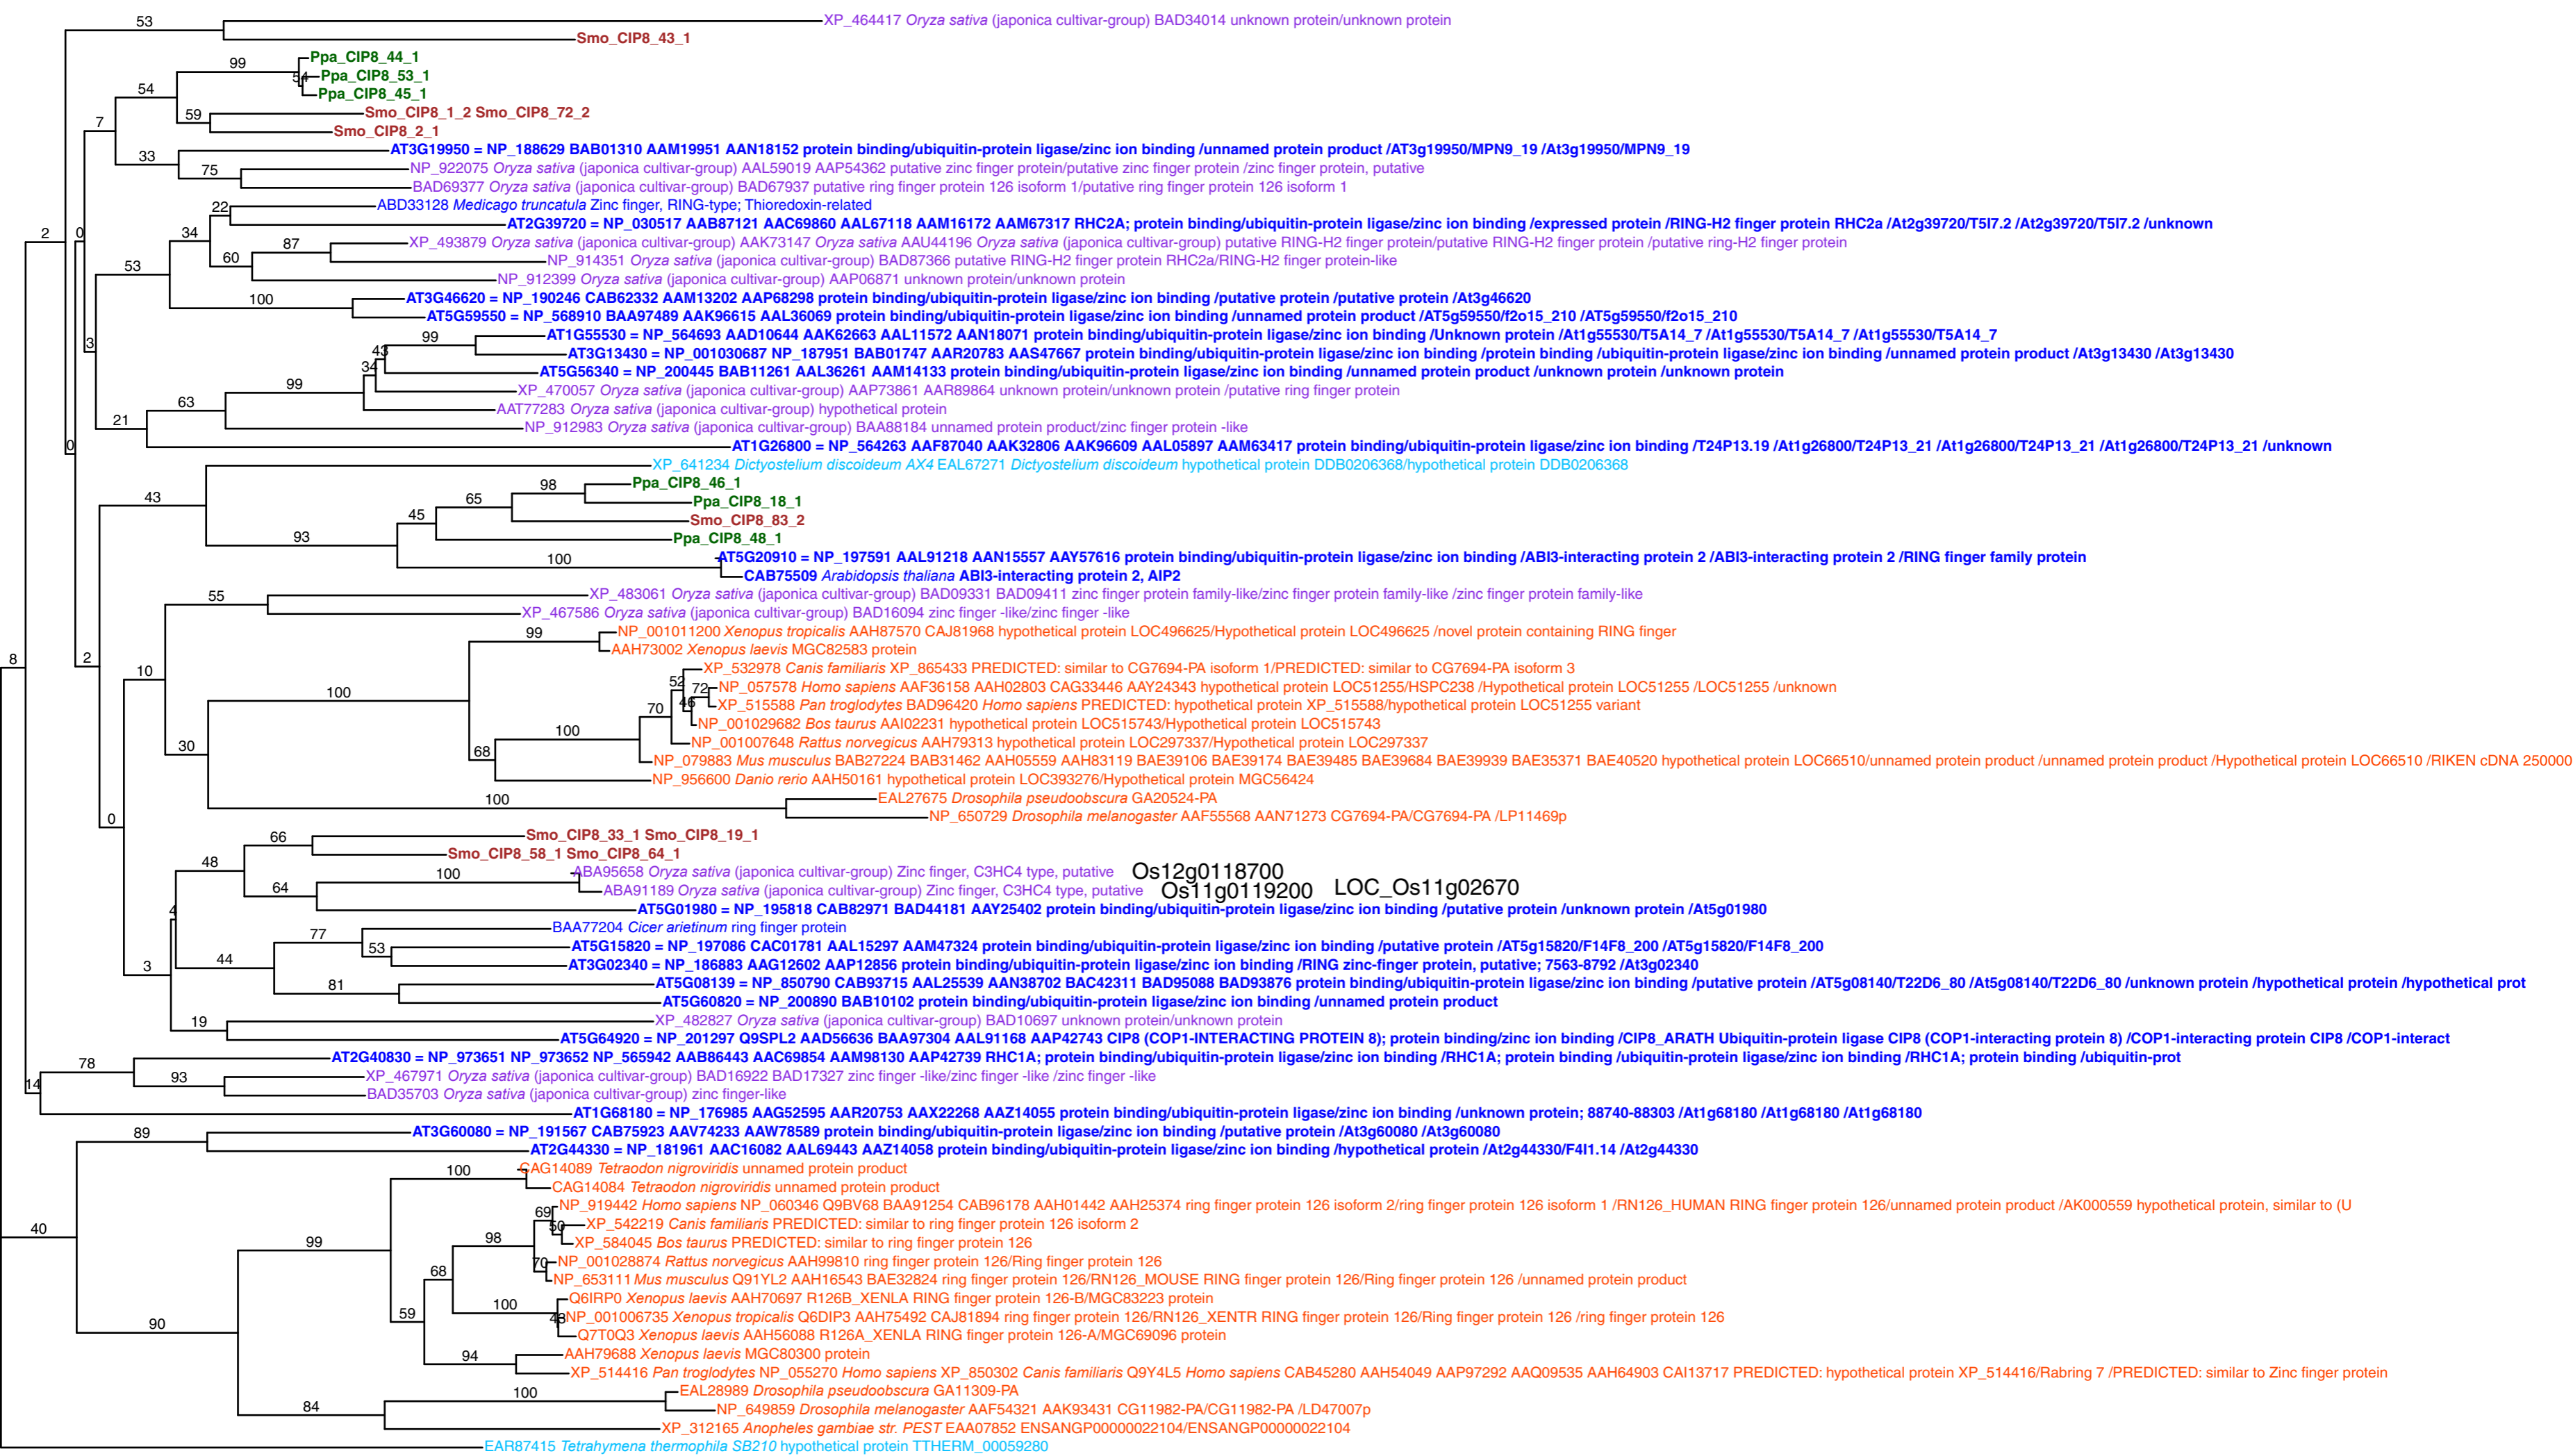 53
XP_464417 Oryza sativa (japonica cultivar-group) BAD34014 unknown protein/unknown protein
Smo_CIP8_43_1
Ppa_CIP8_44_1
99
Ppa_CIP8_53_1
54
Ppa_CIP8_45_1
54
Smo_CIP8_1_2 Smo_CIP8_72_2
59
Smo_CIP8_2_1
7
AT3G19950 = NP_188629 BAB01310 AAM19951 AAN18152 protein binding/ubiquitin-protein ligase/zinc ion binding /unnamed protein product /AT3g19950/MPN9_19 /At3g19950/MPN9_19
33
NP_922075 Oryza sativa (japonica cultivar-group) AAL59019 AAP54362 putative zinc finger protein/putative zinc finger protein /zinc finger protein, putative
75
BAD69377 Oryza sativa (japonica cultivar-group) BAD67937 putative ring finger protein 126 isoform 1/putative ring finger protein 126 isoform 1
22
ABD33128 Medicago truncatula Zinc finger, RING-type; Thioredoxin-related
AT2G39720 = NP_030517 AAB87121 AAC69860 AAL67118 AAM16172 AAM67317 RHC2A; protein binding/ubiquitin-protein ligase/zinc ion binding /expressed protein /RING-H2 finger protein RHC2a /At2g39720/T5I7.2 /At2g39720/T5I7.2 /unknown
2
0
34
87
XP_493879 Oryza sativa (japonica cultivar-group) AAK73147 Oryza sativa AAU44196 Oryza sativa (japonica cultivar-group) putative RING-H2 finger protein/putative RING-H2 finger protein /putative ring-H2 finger protein
60
NP_914351 Oryza sativa (japonica cultivar-group) BAD87366 putative RING-H2 finger protein RHC2a/RING-H2 finger protein-like
53
NP_912399 Oryza sativa (japonica cultivar-group) AAP06871 unknown protein/unknown protein
100
AT3G46620 = NP_190246 CAB62332 AAM13202 AAP68298 protein binding/ubiquitin-protein ligase/zinc ion binding /putative protein /putative protein /At3g46620
AT5G59550 = NP_568910 BAA97489 AAK96615 AAL36069 protein binding/ubiquitin-protein ligase/zinc ion binding /unnamed protein product /AT5g59550/f2o15_210 /AT5g59550/f2o15_210
99
AT1G55530 = NP_564693 AAD10644 AAK62663 AAL11572 AAN18071 protein binding/ubiquitin-protein ligase/zinc ion binding /Unknown protein /At1g55530/T5A14_7 /At1g55530/T5A14_7 /At1g55530/T5A14_7
3
43
AT3G13430 = NP_001030687 NP_187951 BAB01747 AAR20783 AAS47667 protein binding/ubiquitin-protein ligase/zinc ion binding /protein binding /ubiquitin-protein ligase/zinc ion binding /unnamed protein product /At3g13430 /At3g13430
34
AT5G56340 = NP_200445 BAB11261 AAL36261 AAM14133 protein binding/ubiquitin-protein ligase/zinc ion binding /unnamed protein product /unknown protein /unknown protein
99
XP_470057 Oryza sativa (japonica cultivar-group) AAP73861 AAR89864 unknown protein/unknown protein /putative ring finger protein
63
AAT77283 Oryza sativa (japonica cultivar-group) hypothetical protein
21
NP_912983 Oryza sativa (japonica cultivar-group) BAA88184 unnamed protein product/zinc finger protein -like
0
AT1G26800 = NP_564263 AAF87040 AAK32806 AAK96609 AAL05897 AAM63417 protein binding/ubiquitin-protein ligase/zinc ion binding /T24P13.19 /At1g26800/T24P13_21 /At1g26800/T24P13_21 /At1g26800/T24P13_21 /unknown
XP_641234 Dictyostelium discoideum AX4 EAL67271 Dictyostelium discoideum hypothetical protein DDB0206368/hypothetical protein DDB0206368
98
Ppa_CIP8_46_1
43
65
Ppa_CIP8_18_1
45
Smo_CIP8_83_2
93
Ppa_CIP8_48_1
100
AT5G20910 = NP_197591 AAL91218 AAN15557 AAY57616 protein binding/ubiquitin-protein ligase/zinc ion binding /ABI3-interacting protein 2 /ABI3-interacting protein 2 /RING finger family protein
CAB75509 Arabidopsis thaliana ABI3-interacting protein 2, AIP2
55
XP_483061 Oryza sativa (japonica cultivar-group) BAD09331 BAD09411 zinc finger protein family-like/zinc finger protein family-like /zinc finger protein family-like
XP_467586 Oryza sativa (japonica cultivar-group) BAD16094 zinc finger -like/zinc finger -like
99
NP_001011200 Xenopus tropicalis AAH87570 CAJ81968 hypothetical protein LOC496625/Hypothetical protein LOC496625 /novel protein containing RING finger
AAH73002 Xenopus laevis MGC82583 protein
8
2
10
XP_532978 Canis familiaris XP_865433 PREDICTED: similar to CG7694-PA isoform 1/PREDICTED: similar to CG7694-PA isoform 3
100
52
72
NP_057578 Homo sapiens AAF36158 AAH02803 CAG33446 AAY24343 hypothetical protein LOC51255/HSPC238 /Hypothetical protein LOC51255 /LOC51255 /unknown
46
XP_515588 Pan troglodytes BAD96420 Homo sapiens PREDICTED: hypothetical protein XP_515588/hypothetical protein LOC51255 variant
70
NP_001029682 Bos taurus AAI02231 hypothetical protein LOC515743/Hypothetical protein LOC515743
30
68
100
NP_001007648 Rattus norvegicus AAH79313 hypothetical protein LOC297337/Hypothetical protein LOC297337
NP_079883 Mus musculus BAB27224 BAB31462 AAH05559 AAH83119 BAE39106 BAE39174 BAE39485 BAE39684 BAE39939 BAE35371 BAE40520 hypothetical protein LOC66510/unnamed protein product /unnamed protein product /Hypothetical protein LOC66510 /RIKEN cDNA 250000
NP_956600 Danio rerio AAH50161 hypothetical protein LOC393276/Hypothetical protein MGC56424
100
EAL27675 Drosophila pseudoobscura GA20524-PA
0
NP_650729 Drosophila melanogaster AAF55568 AAN71273 CG7694-PA/CG7694-PA /LP11469p
66
Smo_CIP8_33_1 Smo_CIP8_19_1
48
Smo_CIP8_58_1 Smo_CIP8_64_1
100
ABA95658 Oryza sativa (japonica cultivar-group) Zinc finger, C3HC4 type, putative Os12g0118700
64
ABA91189 Oryza sativa (japonica cultivar-group) Zinc finger, C3HC4 type, putative Os11g0119200 LOC_Os11g02670
4
AT5G01980 = NP_195818 CAB82971 BAD44181 AAY25402 protein binding/ubiquitin-protein ligase/zinc ion binding /putative protein /unknown protein /At5g01980
77
BAA77204 Cicer arietinum ring finger protein
53
AT5G15820 = NP_197086 CAC01781 AAL15297 AAM47324 protein binding/ubiquitin-protein ligase/zinc ion binding /putative protein /AT5g15820/F14F8_200 /AT5g15820/F14F8_200
3
44
AT3G02340 = NP_186883 AAG12602 AAP12856 protein binding/ubiquitin-protein ligase/zinc ion binding /RING zinc-finger protein, putative; 7563-8792 /At3g02340
81
AT5G08139 = NP_850790 CAB93715 AAL25539 AAN38702 BAC42311 BAD95088 BAD93876 protein binding/ubiquitin-protein ligase/zinc ion binding /putative protein /AT5g08140/T22D6_80 /At5g08140/T22D6_80 /unknown protein /hypothetical protein /hypothetical prot
AT5G60820 = NP_200890 BAB10102 protein binding/ubiquitin-protein ligase/zinc ion binding /unnamed protein product
19
XP_482827 Oryza sativa (japonica cultivar-group) BAD10697 unknown protein/unknown protein
AT5G64920 = NP_201297 Q9SPL2 AAD56636 BAA97304 AAL91168 AAP42743 CIP8 (COP1-INTERACTING PROTEIN 8); protein binding/zinc ion binding /CIP8_ARATH Ubiquitin-protein ligase CIP8 (COP1-interacting protein 8) /COP1-interacting protein CIP8 /COP1-interact
78
AT2G40830 = NP_973651 NP_973652 NP_565942 AAB86443 AAC69854 AAM98130 AAP42739 RHC1A; protein binding/ubiquitin-protein ligase/zinc ion binding /RHC1A; protein binding /ubiquitin-protein ligase/zinc ion binding /RHC1A; protein binding /ubiquitin-prot
14
93
XP_467971 Oryza sativa (japonica cultivar-group) BAD16922 BAD17327 zinc finger -like/zinc finger -like /zinc finger -like
BAD35703 Oryza sativa (japonica cultivar-group) zinc finger-like
AT1G68180 = NP_176985 AAG52595 AAR20753 AAX22268 AAZ14055 protein binding/ubiquitin-protein ligase/zinc ion binding /unknown protein; 88740-88303 /At1g68180 /At1g68180 /At1g68180
89
AT3G60080 = NP_191567 CAB75923 AAV74233 AAW78589 protein binding/ubiquitin-protein ligase/zinc ion binding /putative protein /At3g60080 /At3g60080
AT2G44330 = NP_181961 AAC16082 AAL69443 AAZ14058 protein binding/ubiquitin-protein ligase/zinc ion binding /hypothetical protein /At2g44330/F4I1.14 /At2g44330
100
CAG14089 Tetraodon nigroviridis unnamed protein product
CAG14084 Tetraodon nigroviridis unnamed protein product
69
NP_919442 Homo sapiens NP_060346 Q9BV68 BAA91254 CAB96178 AAH01442 AAH25374 ring finger protein 126 isoform 2/ring finger protein 126 isoform 1 /RN126_HUMAN RING finger protein 126/unnamed protein product /AK000559 hypothetical protein, similar to (U
40
50
XP_542219 Canis familiaris PREDICTED: similar to ring finger protein 126 isoform 2
99
98
XP_584045 Bos taurus PREDICTED: similar to ring finger protein 126
70
NP_001028874 Rattus norvegicus AAH99810 ring finger protein 126/Ring finger protein 126
68
NP_653111 Mus musculus Q91YL2 AAH16543 BAE32824 ring finger protein 126/RN126_MOUSE RING finger protein 126/Ring finger protein 126 /unnamed protein product
100
Q6IRP0 Xenopus laevis AAH70697 R126B_XENLA RING finger protein 126-B/MGC83223 protein
59
NP_001006735 Xenopus tropicalis Q6DIP3 AAH75492 CAJ81894 ring finger protein 126/RN126_XENTR RING finger protein 126/Ring finger protein 126 /ring finger protein 126
90
Q7T0Q3 Xenopus laevis AAH56088 R126A_XENLA RING finger protein 126-A/MGC69096 protein
94
AAH79688 Xenopus laevis MGC80300 protein
XP_514416 Pan troglodytes NP_055270 Homo sapiens XP_850302 Canis familiaris Q9Y4L5 Homo sapiens CAB45280 AAH54049 AAP97292 AAQ09535 AAH64903 CAI13717 PREDICTED: hypothetical protein XP_514416/Rabring 7 /PREDICTED: similar to Zinc finger protein
100
EAL28989 Drosophila pseudoobscura GA11309-PA
84
NP_649859 Drosophila melanogaster AAF54321 AAK93431 CG11982-PA/CG11982-PA /LD47007p
XP_312165 Anopheles gambiae str. PEST EAA07852 ENSANGP00000022104/ENSANGP00000022104
EAR87415 Tetrahymena thermophila SB210 hypothetical protein TTHERM_00059280